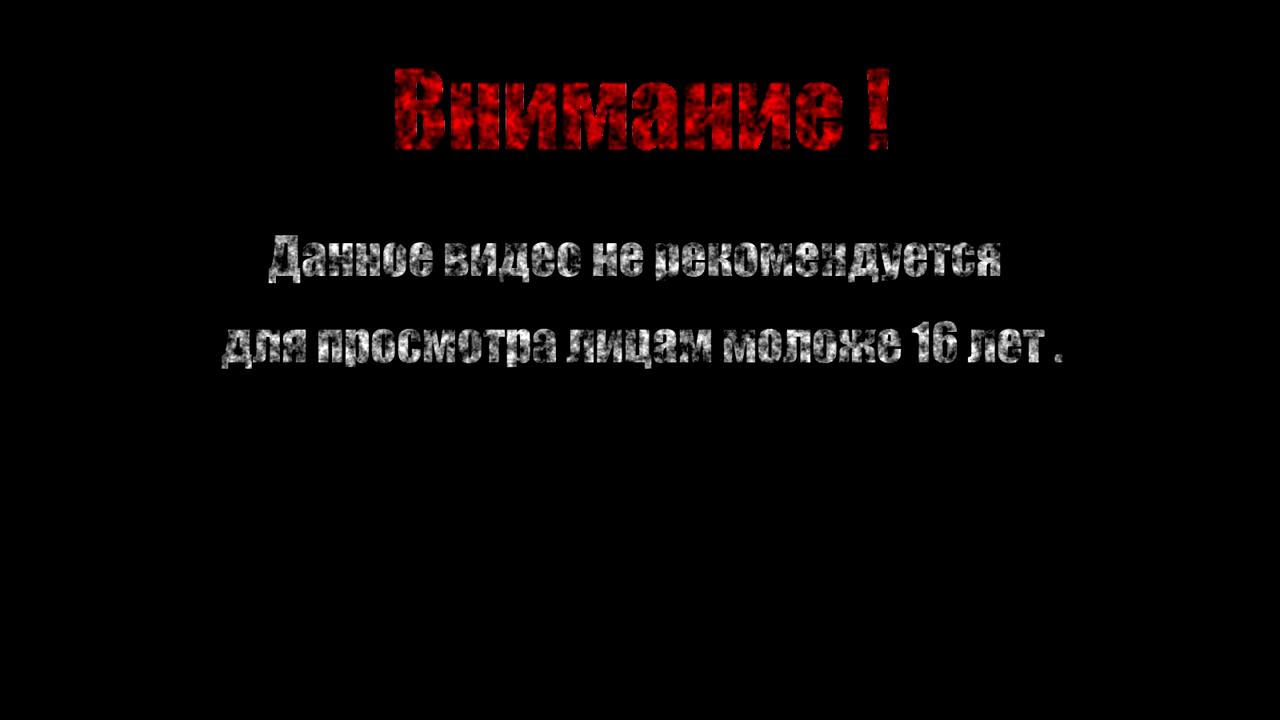 Внимание !
Данное видео не рекомендуется
для просмотра лицам моложе 16 лет .